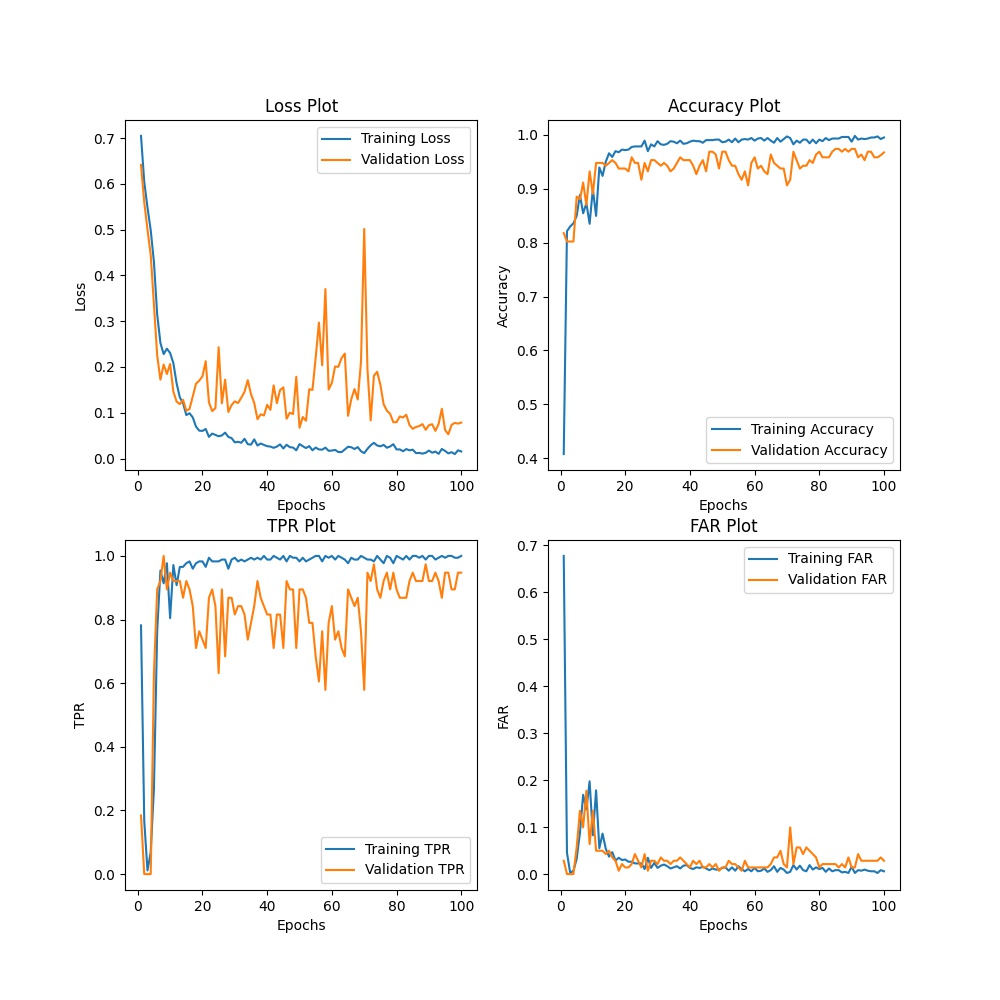 Loss Plot
0.7
0.6
0.5
0.4
0.3
0.2
0.1
0.0
Loss
Training Loss
Validation Loss
0 20 40 60 80 100
Epochs
Accuracy Plot
1.0
0.9
0.8
0.7
0.6
0.5
0.4
Accuracy
Training Accuracy
Validation Accuracy
0 20 40 60 80 100
Epochs
TPR Plot
1.0
0.8
0.6
0.4
0.2
0.0
TPR
Training TPR
Validation TPR
0 20 40 60 80 100
Epochs
FAR Plot
0.7
0.6
0.5
0.4
0.3
0.2
0.1
0.0
FAR
Training FAR
Validation FAR
0 20 40 60 80 100
Epochs